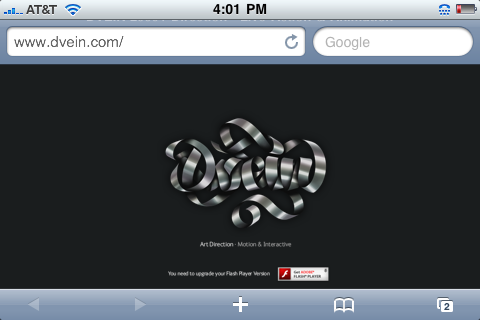 AT&T 4:01 PM
www.dvein.com/ Google
Dvein
Art Direction · Motion & Interactive
You need to upgrade your Flash Player Version Get ADOBE® FLASH® PLAYER
2